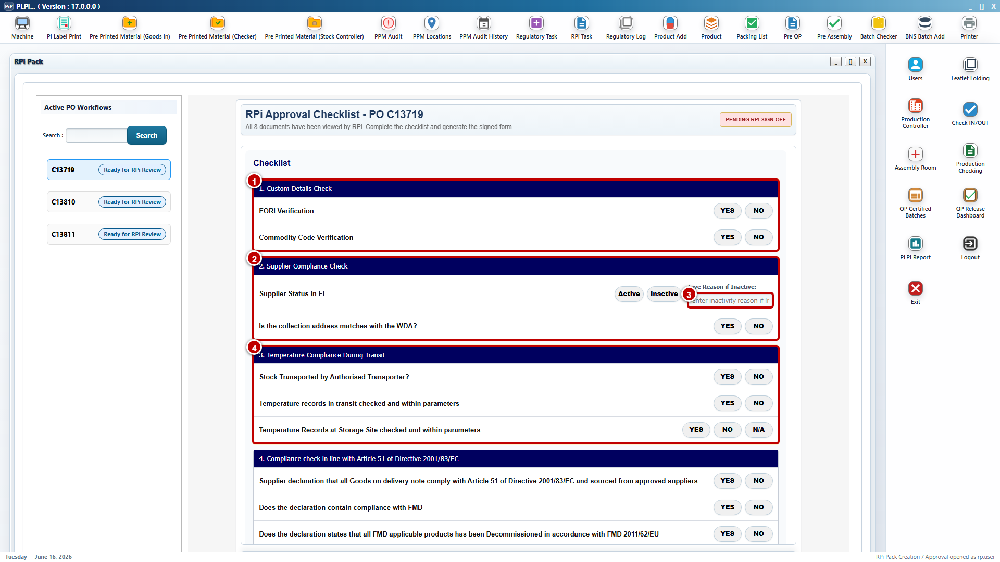 PiP PLPI... ( Version : 17.0.0.0 ) -
_ [] X
Machine
PI Label Print
Pre Printed Material (Goods In)
Pre Printed Material (Checker)
Pre Printed Material (Stock Controller)
PPM Audit
PPM Locations
PPM Audit History
Regulatory Task
RPi Task
Regulatory Log
Product Add
Product
Packing List
Pre QP
Pre Assembly
Batch Checker
BNS Batch Add
Printer
RPi Pack
_ [] X
Active PO Workflows
Search :
Search
C13719 Ready for RPi Review
C13810 Ready for RPi Review
C13811 Ready for RPi Review
RPi Approval Checklist - PO C13719
All 8 documents have been viewed by RPi. Complete the checklist and generate the signed form.
PENDING RPI SIGN-OFF
Checklist
1
1. Custom Details Check
EORI Verification YES NO
Commodity Code Verification YES NO
2
2. Supplier Compliance Check
Supplier Status in FE Active Inactive
Give Reason if Inactive:
3
Enter inactivity reason if In
Is the collection address matches with the WDA? YES NO
4
3. Temperature Compliance During Transit
Stock Transported by Authorised Transporter? YES NO
Temperature records in transit checked and within parameters YES NO
Temperature Records at Storage Site checked and within parameters YES NO N/A
4. Compliance check in line with Article 51 of Directive 2001/83/EC
Supplier declaration that all Goods on delivery note comply with Article 51 of Directive 2001/83/EC and sourced from approved suppliers YES NO
Does the declaration contain compliance with FMD YES NO
Does the declaration states that all FMD applicable products has been Decommissioned in accordance with FMD 2011/62/EU YES NO
Users
Leaflet Folding
Production Controller
Check IN/OUT
Assembly Room
Production Checking
QP Certified Batches
QP Release Dashboard
PLPI Report
Logout
Exit
Tuesday -- June 16, 2026
RPi Pack Creation / Approval opened as rp.user